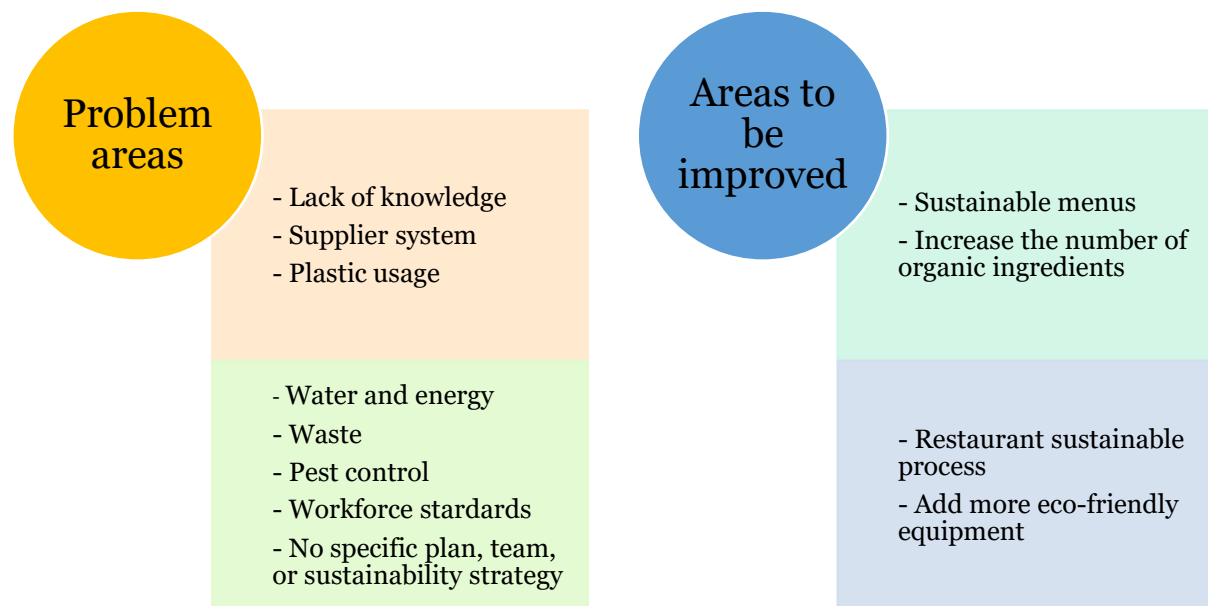 Problem
areas
- Lack of knowledge
- Supplier system
- Plastic usage
- Water and energy
- Waste
- Pest control
- Workforce stardards
- No specific plan, team,
or sustainability strategy
Areas to
be
improved
- Sustainable menus
- Increase the number of
organic ingredients
- Restaurant sustainable
process
- Add more eco-friendly
equipment